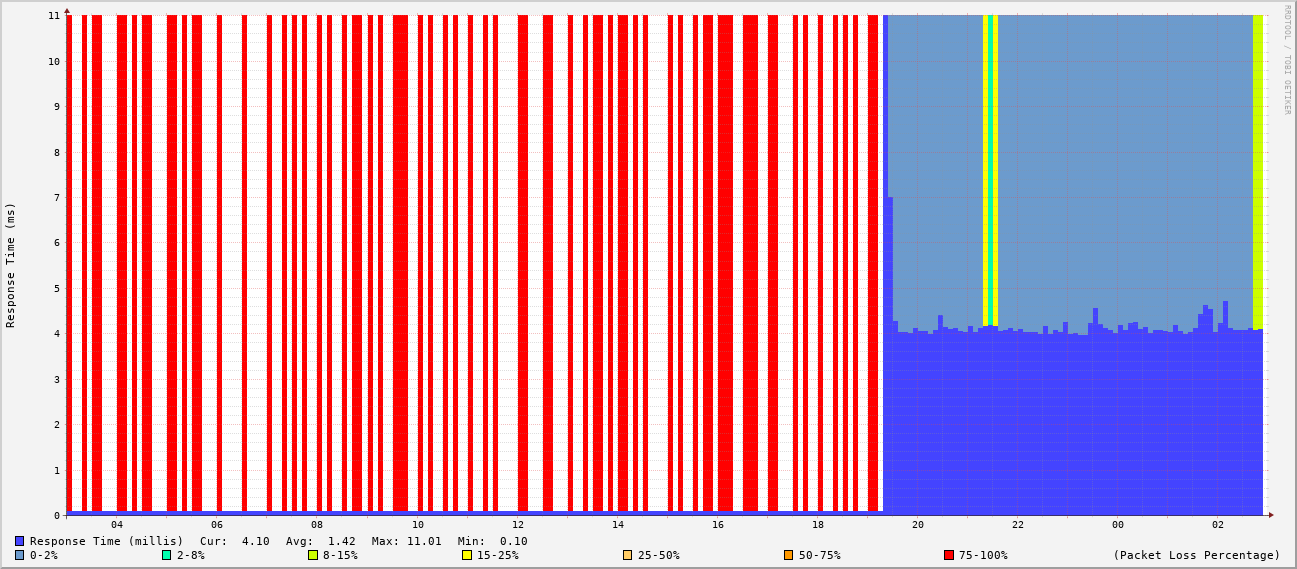 RRDTOOL / TOBI OETIKER
Response Time (ms)
11
10
9
8
7
6
5
4
3
2
1
0
04 06 08 10 12 14 16 18 20 22 00 02
Response Time (millis) Cur: 4.10 Avg: 1.42 Max: 11.01 Min: 0.10
0-2% 2-8% 8-15% 15-25% 25-50% 50-75% 75-100% (Packet Loss Percentage)